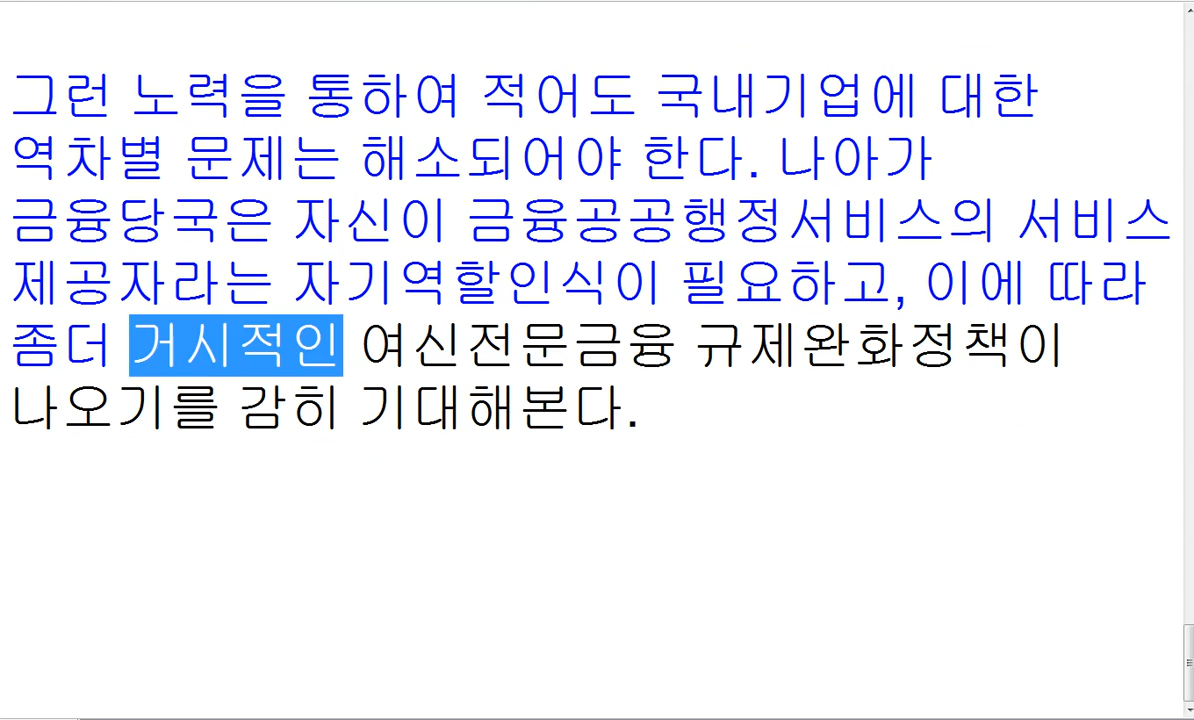 그런 노력을 통하여 적어도 국내기업에 대한
역차별 문제는 해소되어야 한다. 나아가
금융당국은 자신이 금융공공행정서비스의 서비스
제공자라는 자기역할인식이 필요하고, 이에 따라
좀더 거시적인 여신전문금융 규제완화정책이
나오기를 감히 기대해본다.